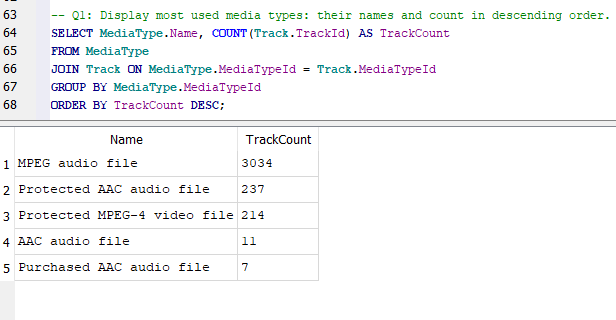 63 -- Q1: Display most used media types: their names and count in descending order.
64 SELECT MediaType.Name, COUNT(Track.TrackId) AS TrackCount
65 FROM MediaType
66 JOIN Track ON MediaType.MediaTypeId = Track.MediaTypeId
67 GROUP BY MediaType.MediaTypeId
68 ORDER BY TrackCount DESC;
Name TrackCount
1 MPEG audio file 3034
2 Protected AAC audio file 237
3 Protected MPEG-4 video file 214
4 AAC audio file 11
5 Purchased AAC audio file 7